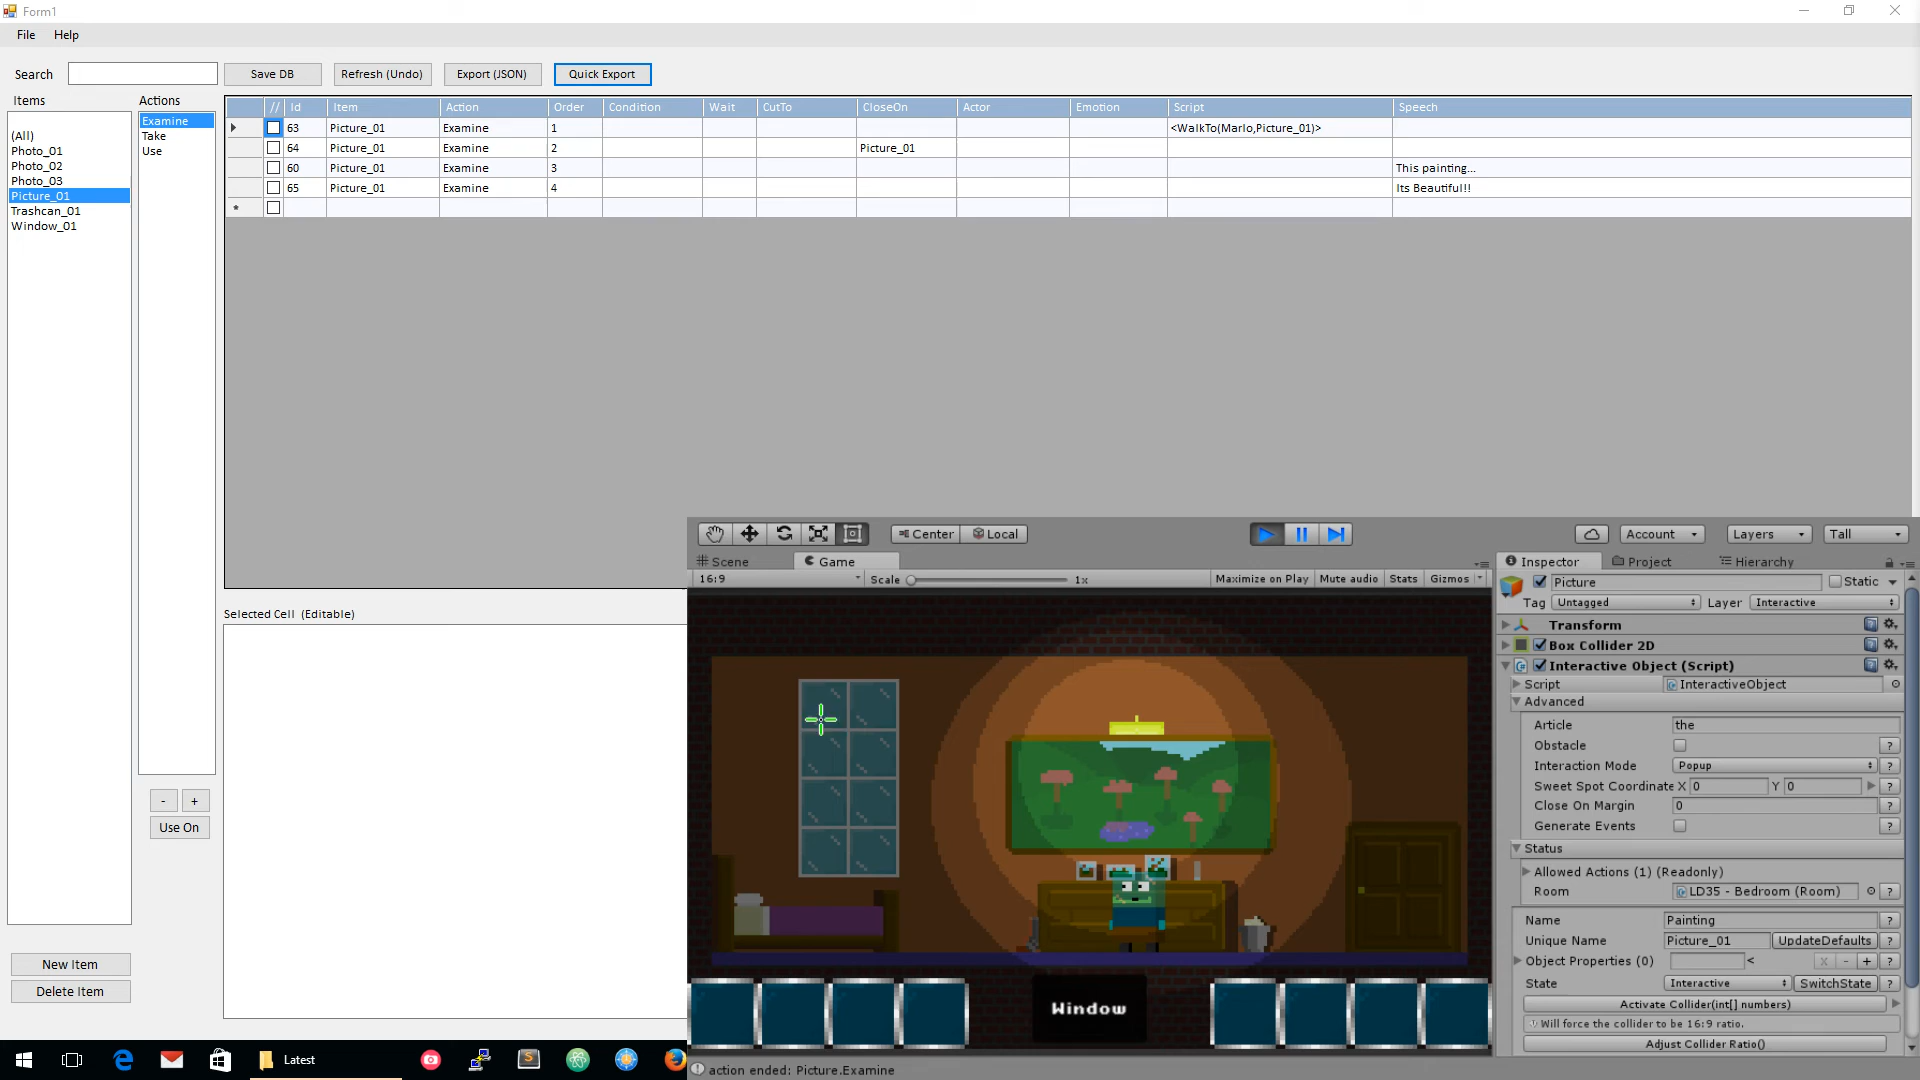 Form1
File Help
Search Save DB Refresh (Undo) Export (JSON) Quick Export
Items Actions
(All)
Photo_01
Photo_02
Photo_03
Picture_01
Trashcan_01
Window_01
Examine
Take
Use
- +
Use On
New Item
Delete Item
// Id Item Action Order Condition Wait CutTo CloseOn Actor Emotion Script Speech
63 Picture_01 Examine 1 <WalkTo(Marlo,Picture_01)>
64 Picture_01 Examine 2 Picture_01
60 Picture_01 Examine 3 This painting...
65 Picture_01 Examine 4 Its Beautiful!!
*
Selected Cell (Editable)
Center Local Account Layers Tall
Scene Game
16:9 Scale 1x Maximize on Play Mute audio Stats Gizmos
Window
action ended: Picture.Examine
Inspector Project Hierarchy
Picture Static
Tag Untagged Layer Interactive
Transform
Box Collider 2D
Interactive Object (Script)
Script InteractiveObject
Advanced
Article the
Obstacle ?
Interaction Mode Popup ?
Sweet Spot Coordinate X 0 Y 0 ?
Close On Margin 0 ?
Generate Events ?
Status
Allowed Actions (1) (Readonly)
Room LD35 - Bedroom (Room) ?
Name Painting ?
Unique Name Picture_01 UpdateDefaults ?
Object Properties (0) < x - + ?
State Interactive SwitchState ?
Activate Collider(int[] numbers)
Will force the collider to be 16:9 ratio.
Adjust Collider Ratio()
Latest